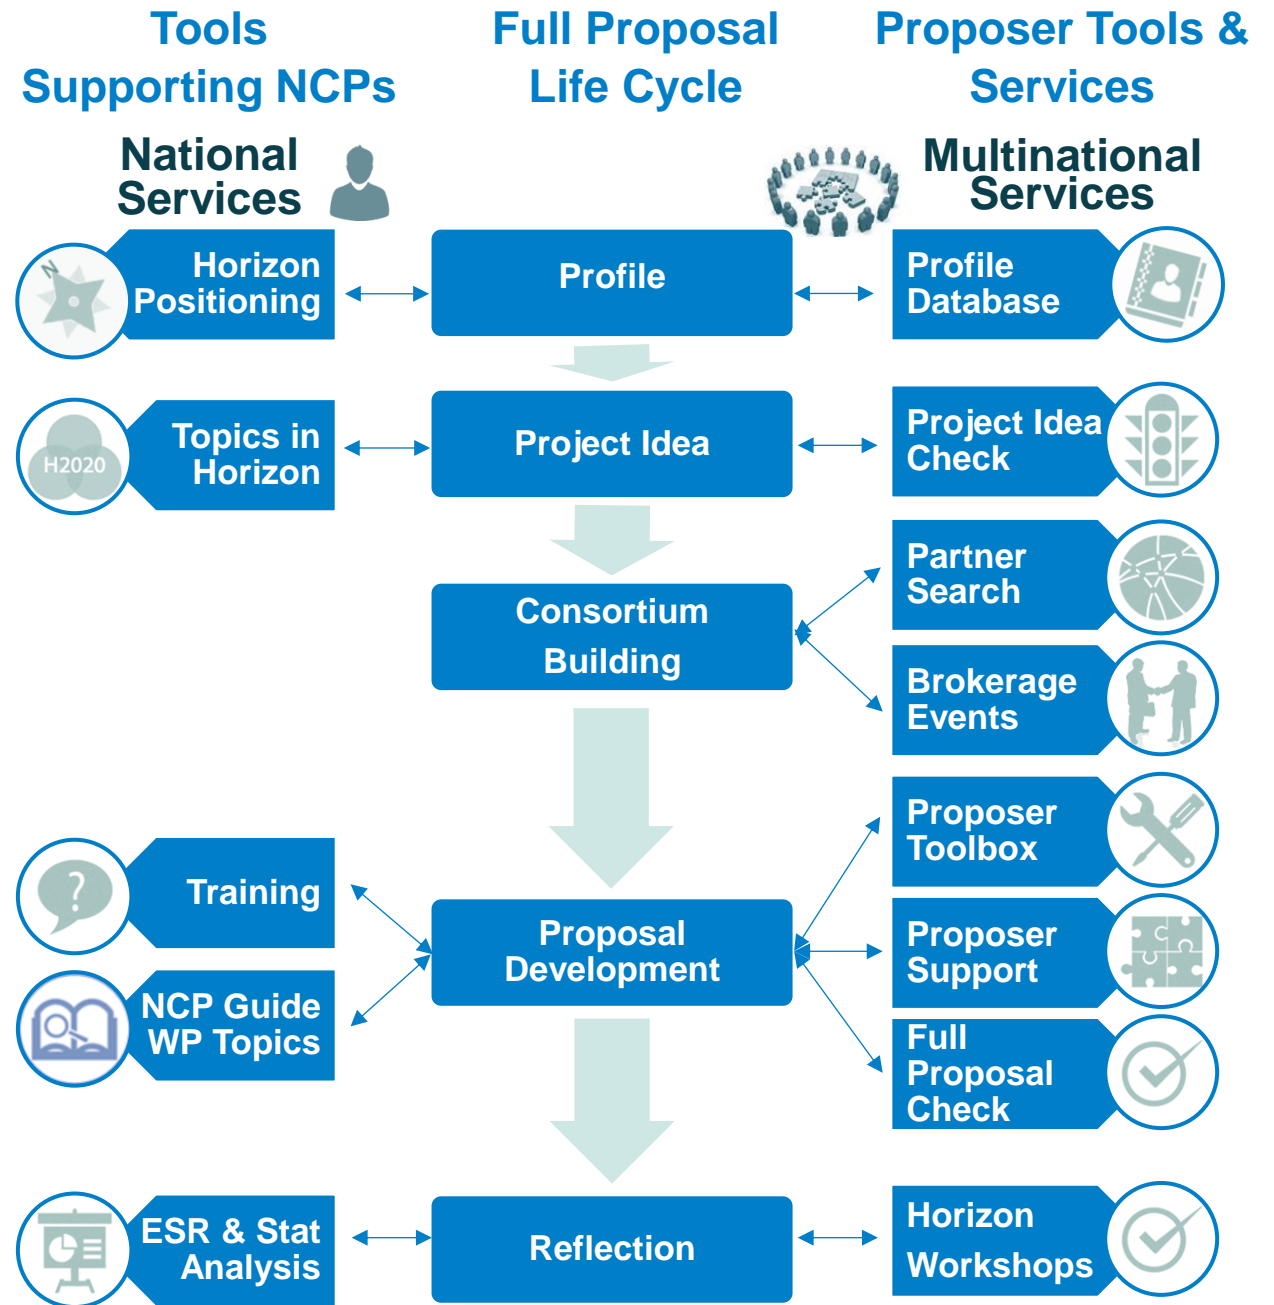 Tools
Supporting NCPs
Full Proposal
Life Cycle
Proposer Tools &
Services
National
Services
Multinational
Services
N
Horizon
Positioning
Profile
Profile
Database
H2020
Topics in
Horizon
Project Idea
Project Idea
Check
Consortium
Building
Partner
Search
Brokerage
Events
?
Training
NCP Guide
WP Topics
Proposal
Development
Proposer
Toolbox
Proposer
Support
Full
Proposal
Check
ESR & Stat
Analysis
Reflection
Horizon
Workshops